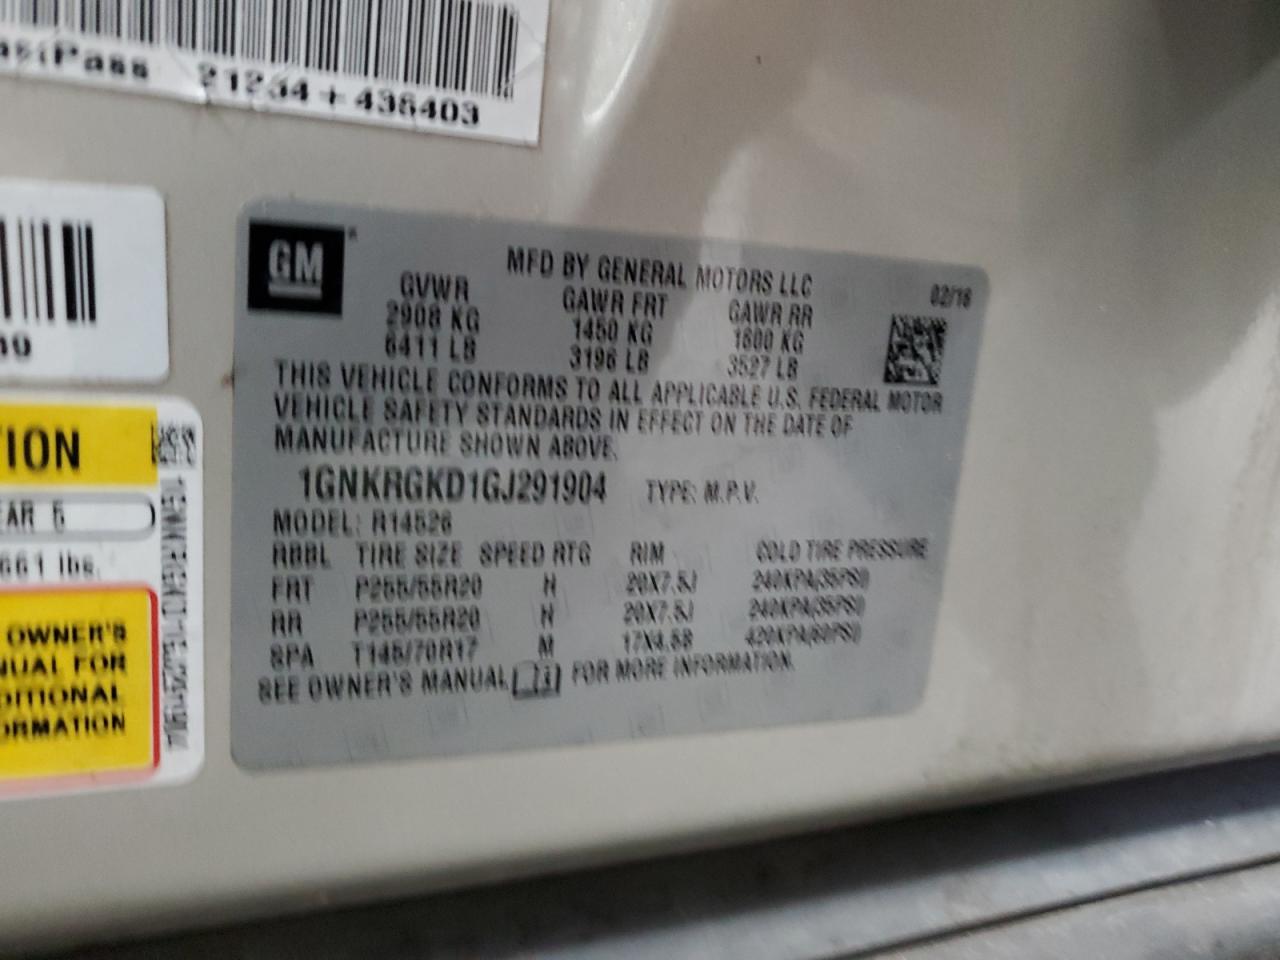 Pass 21234+436403
GM
MFD BY GENERAL MOTORS LLC 02/16
GVWR GAWR FRT GAWR RR
2908 KG 1450 KG 1600 KG
6411 LB 3196 LB 3527 LB
THIS VEHICLE CONFORMS TO ALL APPLICABLE U.S. FEDERAL MOTOR
VEHICLE SAFETY STANDARDS IN EFFECT ON THE DATE OF
MANUFACTURE SHOWN ABOVE.
1GNKRGKD1GJ291904 TYPE: M.P.V.
MODEL: R14526
RBBL TIRE SIZE SPEED RTG RIM COLD TIRE PRESSURE
FRT P255/55R20 H 20X7.5J 240KPA(35PSI)
RR P255/55R20 H 20X7.5J 240KPA(35PSI)
SPA T145/70R17 M 17X4.5B 420KPA(60PSI)
SEE OWNER'S MANUAL FOR MORE INFORMATION.
TION
EAR 5
661 lbs.
OWNER'S
NUAL FOR
DITIONAL
ORMATION